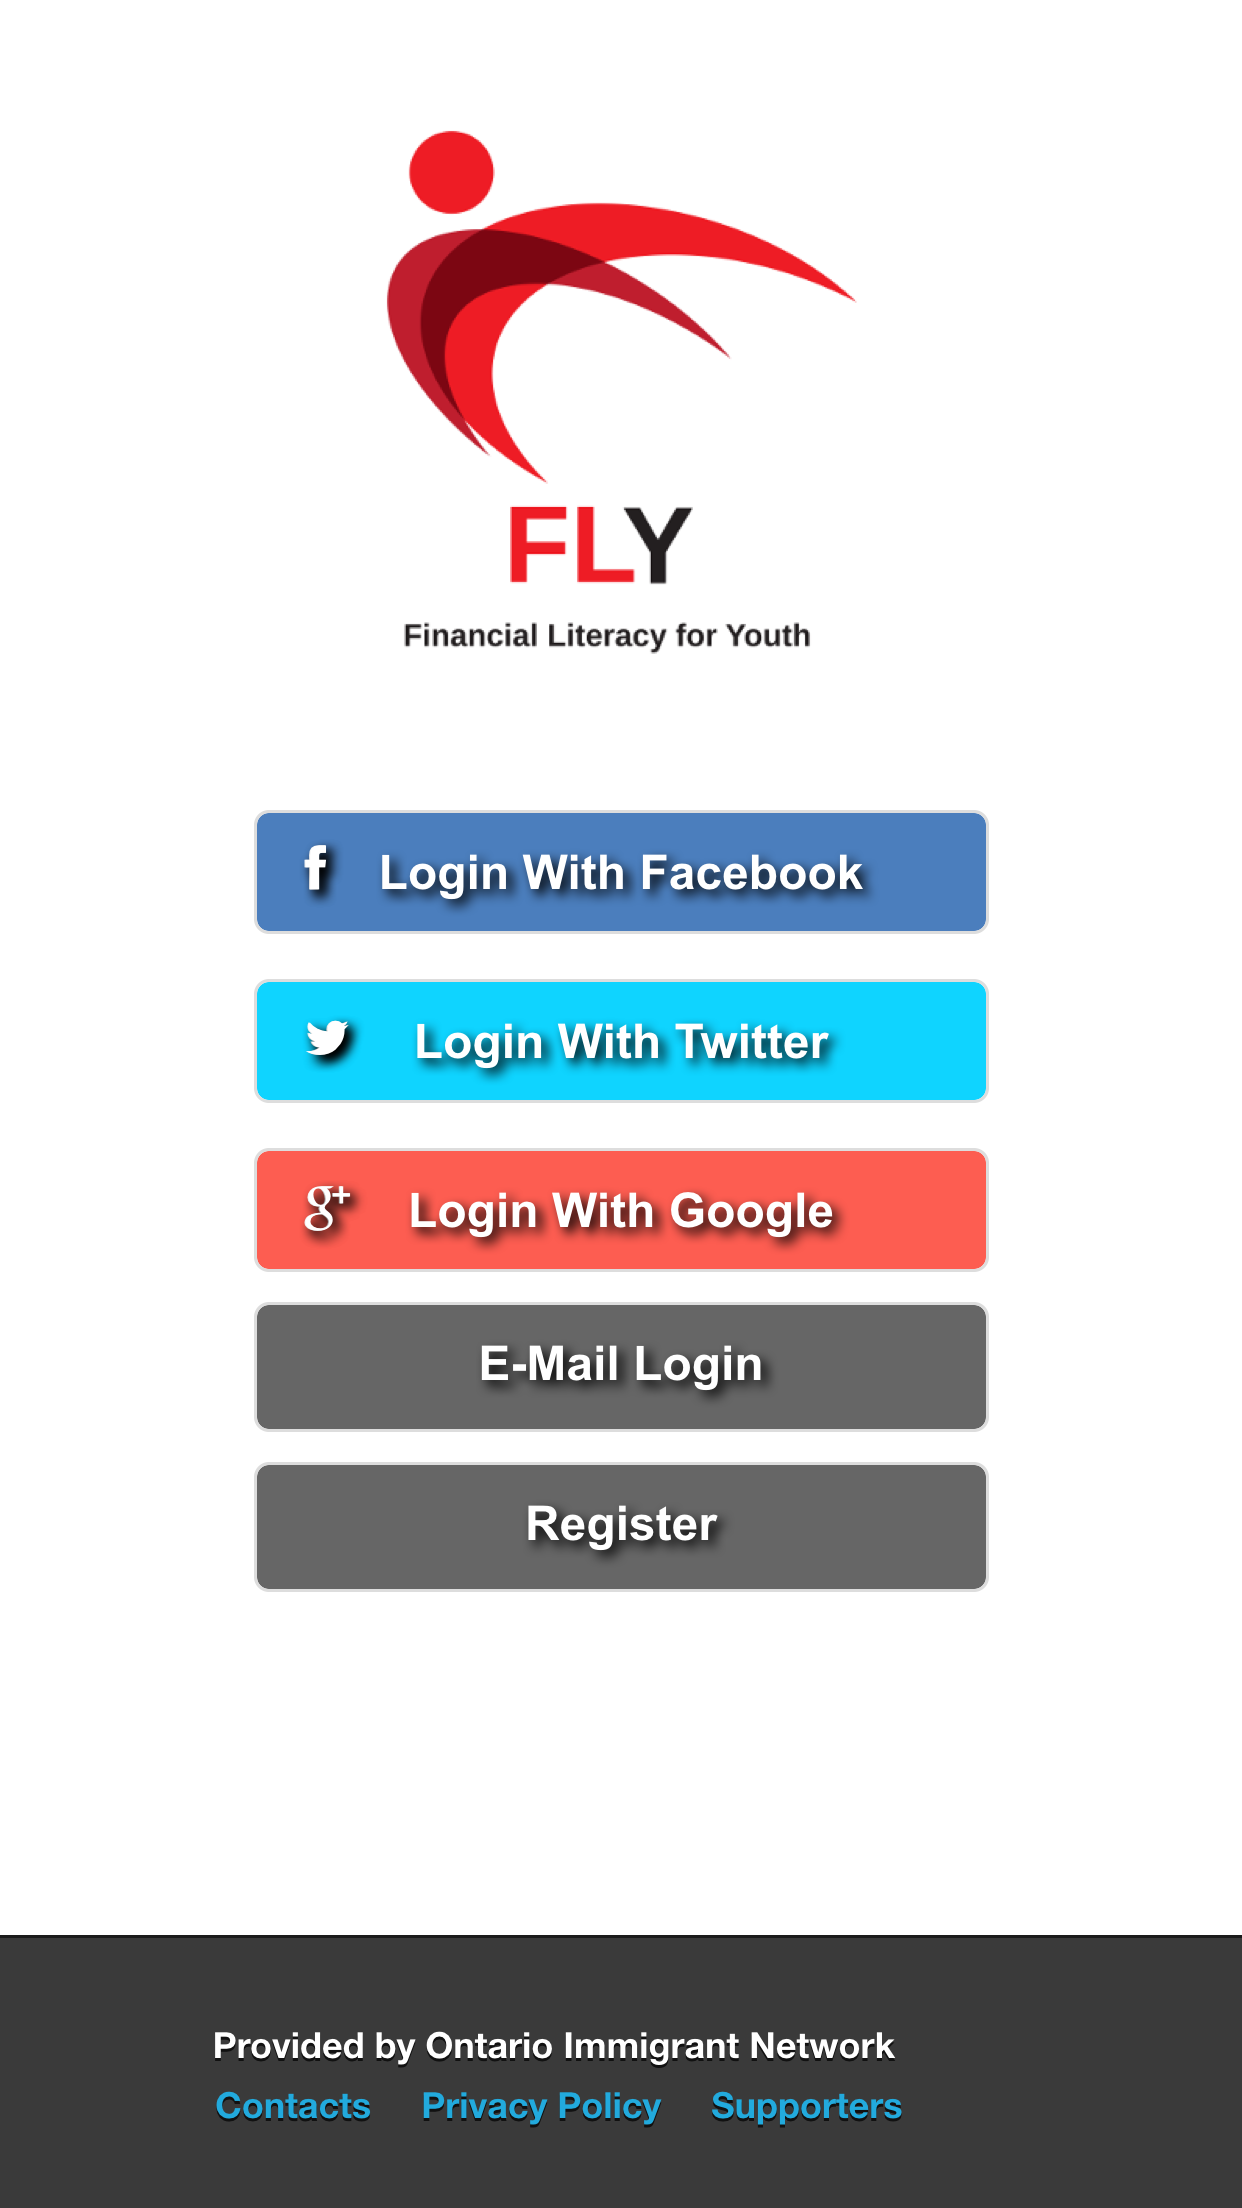 FLY
Financial Literacy for Youth
Login With Facebook
Login With Twitter
Login With Google
E-Mail Login
Register
Provided by Ontario Immigrant Network
Contacts Privacy Policy Supporters